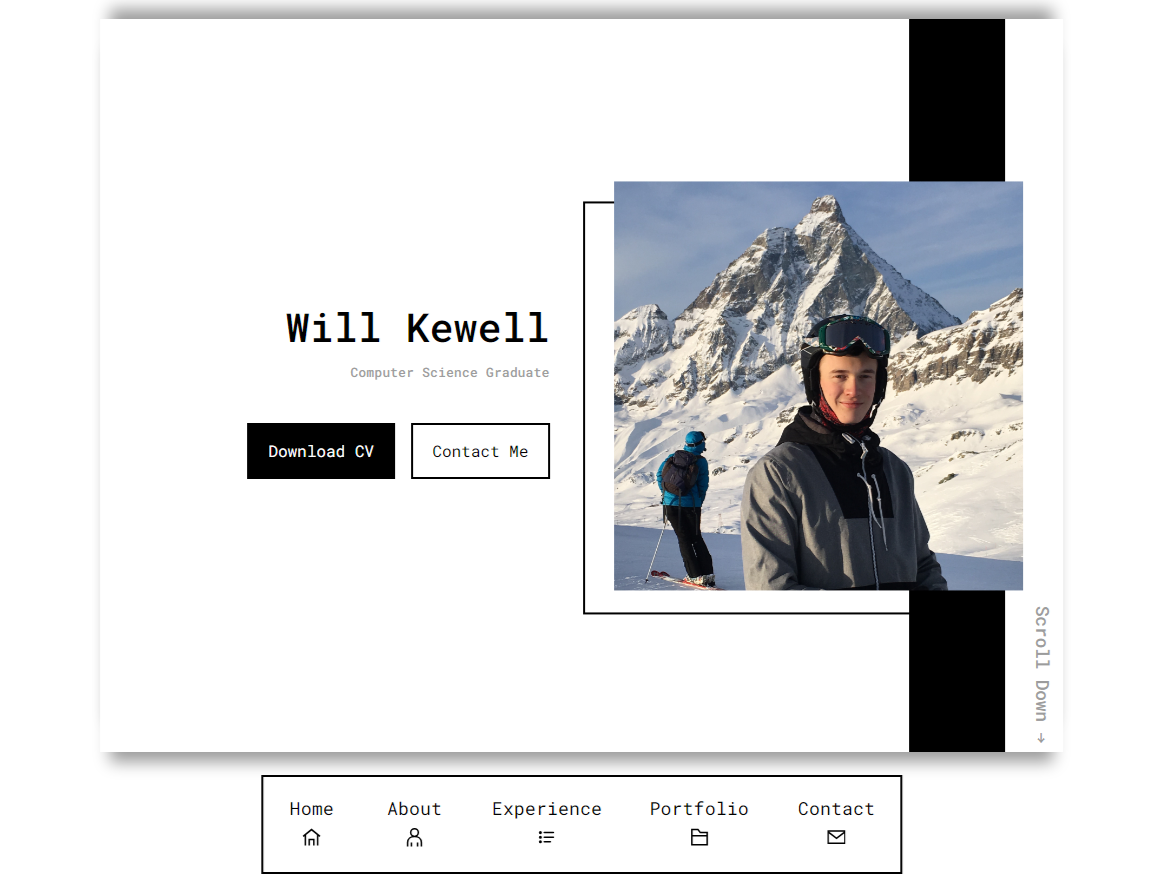 Will Kewell
Computer Science Graduate
Download CV
Contact Me
Scroll Down →
Home
About
Experience
Portfolio
Contact